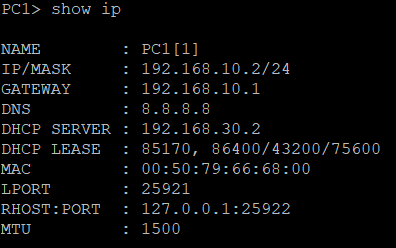 PC1> show ip
NAME        : PC1[1]
IP/MASK     : 192.168.10.2/24
GATEWAY     : 192.168.10.1
DNS         : 8.8.8.8
DHCP SERVER : 192.168.30.2
DHCP LEASE  : 85170, 86400/43200/75600
MAC         : 00:50:79:66:68:00
LPORT       : 25921
RHOST:PORT  : 127.0.0.1:25922
MTU         : 1500